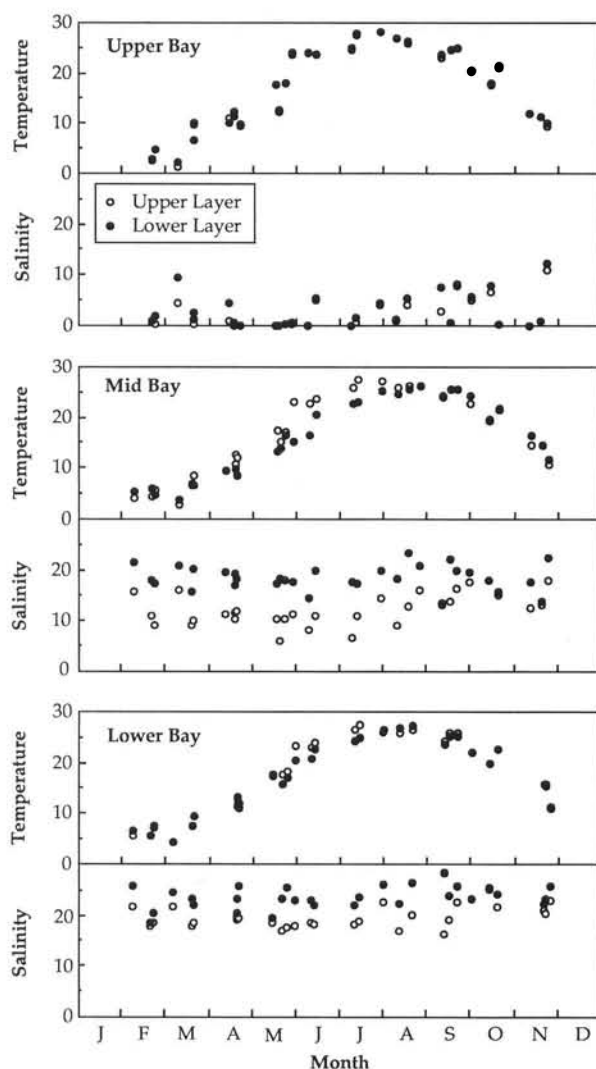 30
Upper Bay
20
Temperature
10
0
Upper Layer
Lower Layer
20
Salinity
10
0
30
Mid Bay
20
Temperature
10
0
20
Salinity
10
0
30
Lower Bay
20
Temperature
10
0
20
Salinity
10
0
J F M A M J J A S O N D
Month